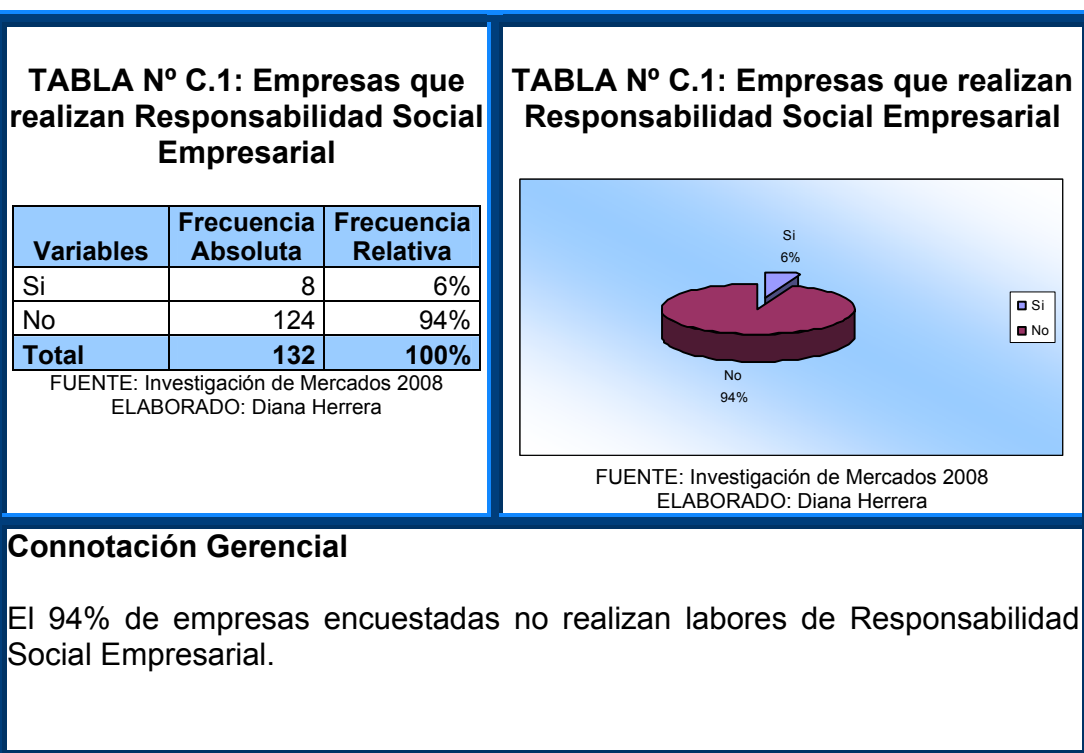 TABLA Nº C.1: Empresas que
realizan Responsabilidad Social
Empresarial
Variables Frecuencia Absoluta Frecuencia Relativa
Si 8 6%
No 124 94%
Total 132 100%
FUENTE: Investigación de Mercados 2008
ELABORADO: Diana Herrera
TABLA Nº C.1: Empresas que realizan
Responsabilidad Social Empresarial
Si
6%
No
94%
Si
No
FUENTE: Investigación de Mercados 2008
ELABORADO: Diana Herrera
Connotación Gerencial
El 94% de empresas encuestadas no realizan labores de Responsabilidad
Social Empresarial.